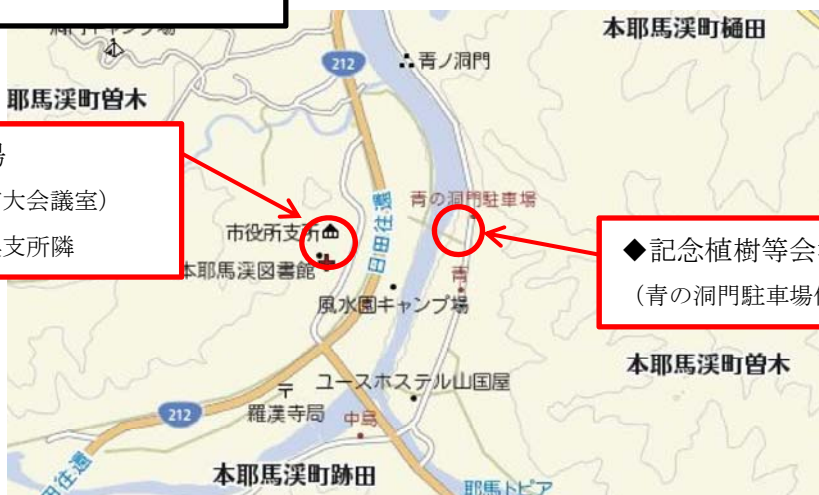 本耶馬渓町樋田
212
青ノ洞門
耶馬渓町曽木
大会議室）
支所隣
日田往還
青の洞門駐車場
市役所支所
本耶馬渓図書館
青
◆記念植樹等会
（青の洞門駐車場
風水園キャンプ場
本耶馬渓町曽木
ユースホステル山国屋
212
羅漢寺局
中島
本耶馬渓町跡田
日田往還
耶馬トピア